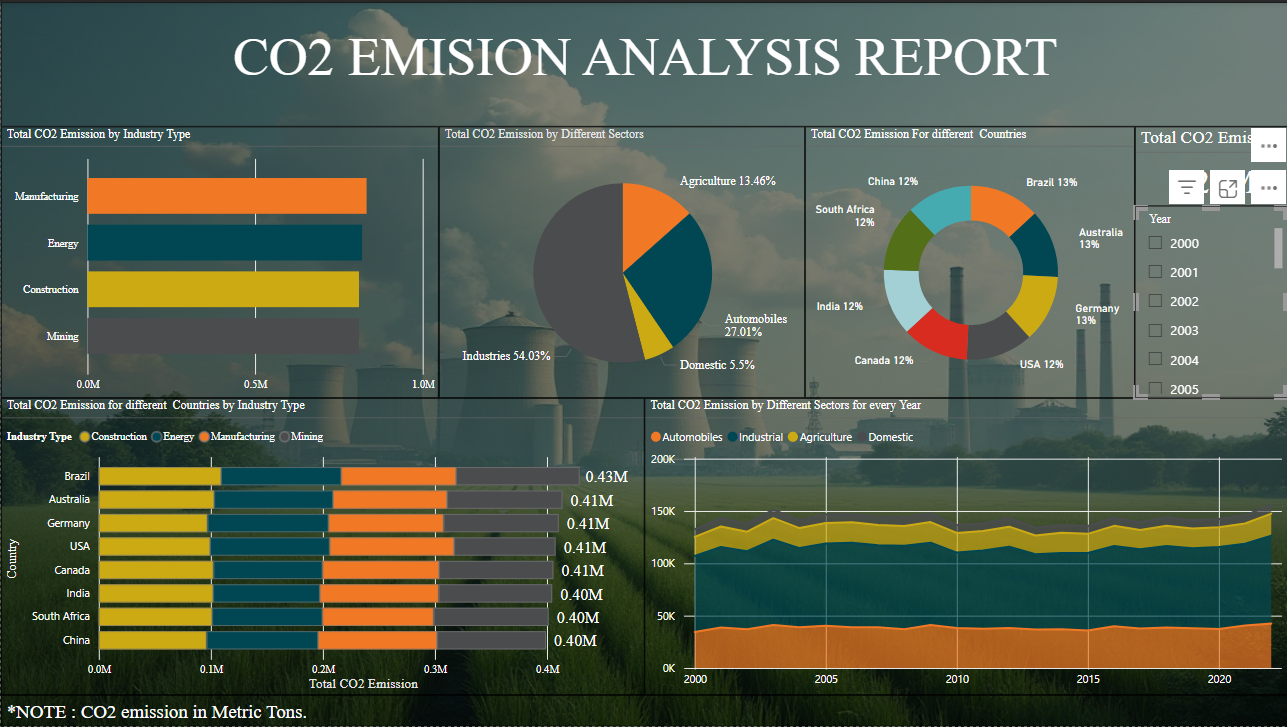 CO2 EMISION ANALYSIS REPORT
Total CO2 Emission by Industry Type
Manufacturing
Energy
Construction
Mining
0.0M
0.5M
1.0M
Total CO2 Emission by Different Sectors
Agriculture 13.46%
Automobiles
27.01%
Domestic 5.5%
Industries 54.03%
Total CO2 Emission For different Countries
China 12%
Brazil 13%
South Africa
12%
Australia
13%
India 12%
Germany
13%
Canada 12%
USA 12%
Total CO2 Emis
Year
2000
2001
2002
2003
2004
2005
Total CO2 Emission for different Countries by Industry Type
Industry Type Construction Energy Manufacturing Mining
Country
Brazil 0.43M
Australia 0.41M
Germany 0.41M
USA 0.41M
Canada 0.41M
India 0.40M
South Africa 0.40M
China 0.40M
0.0M 0.1M 0.2M 0.3M 0.4M
Total CO2 Emission
Total CO2 Emission by Different Sectors for every Year
Automobiles Industrial Agriculture Domestic
200K
150K
100K
50K
0K
2000 2005 2010 2015 2020
*NOTE : CO2 emission in Metric Tons.